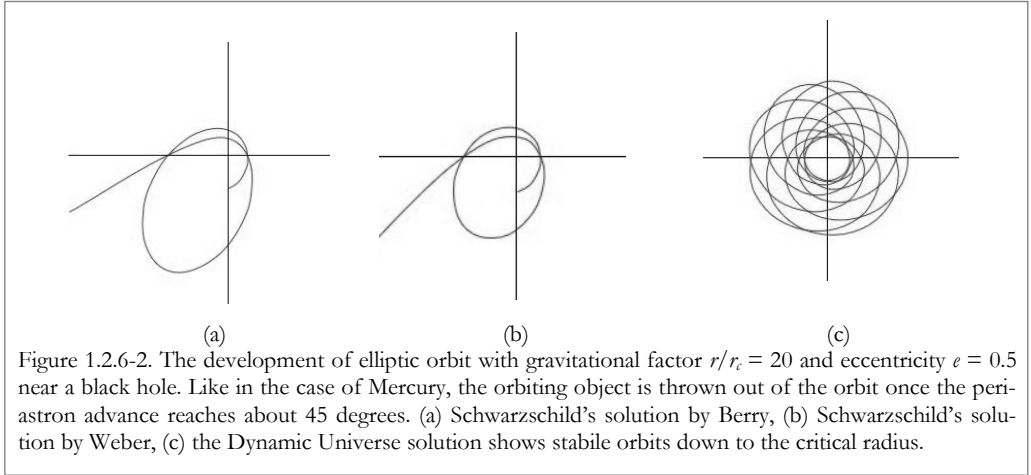 (a) (b) (c)
Figure 1.2.6-2. The development of elliptic orbit with gravitational factor r/rc = 20 and eccentricity e = 0.5
near a black hole. Like in the case of Mercury, the orbiting object is thrown out of the orbit once the peri-
astron advance reaches about 45 degrees. (a) Schwarzschild's solution by Berry, (b) Schwarzschild's solu-
tion by Weber, (c) the Dynamic Universe solution shows stabile orbits down to the critical radius.